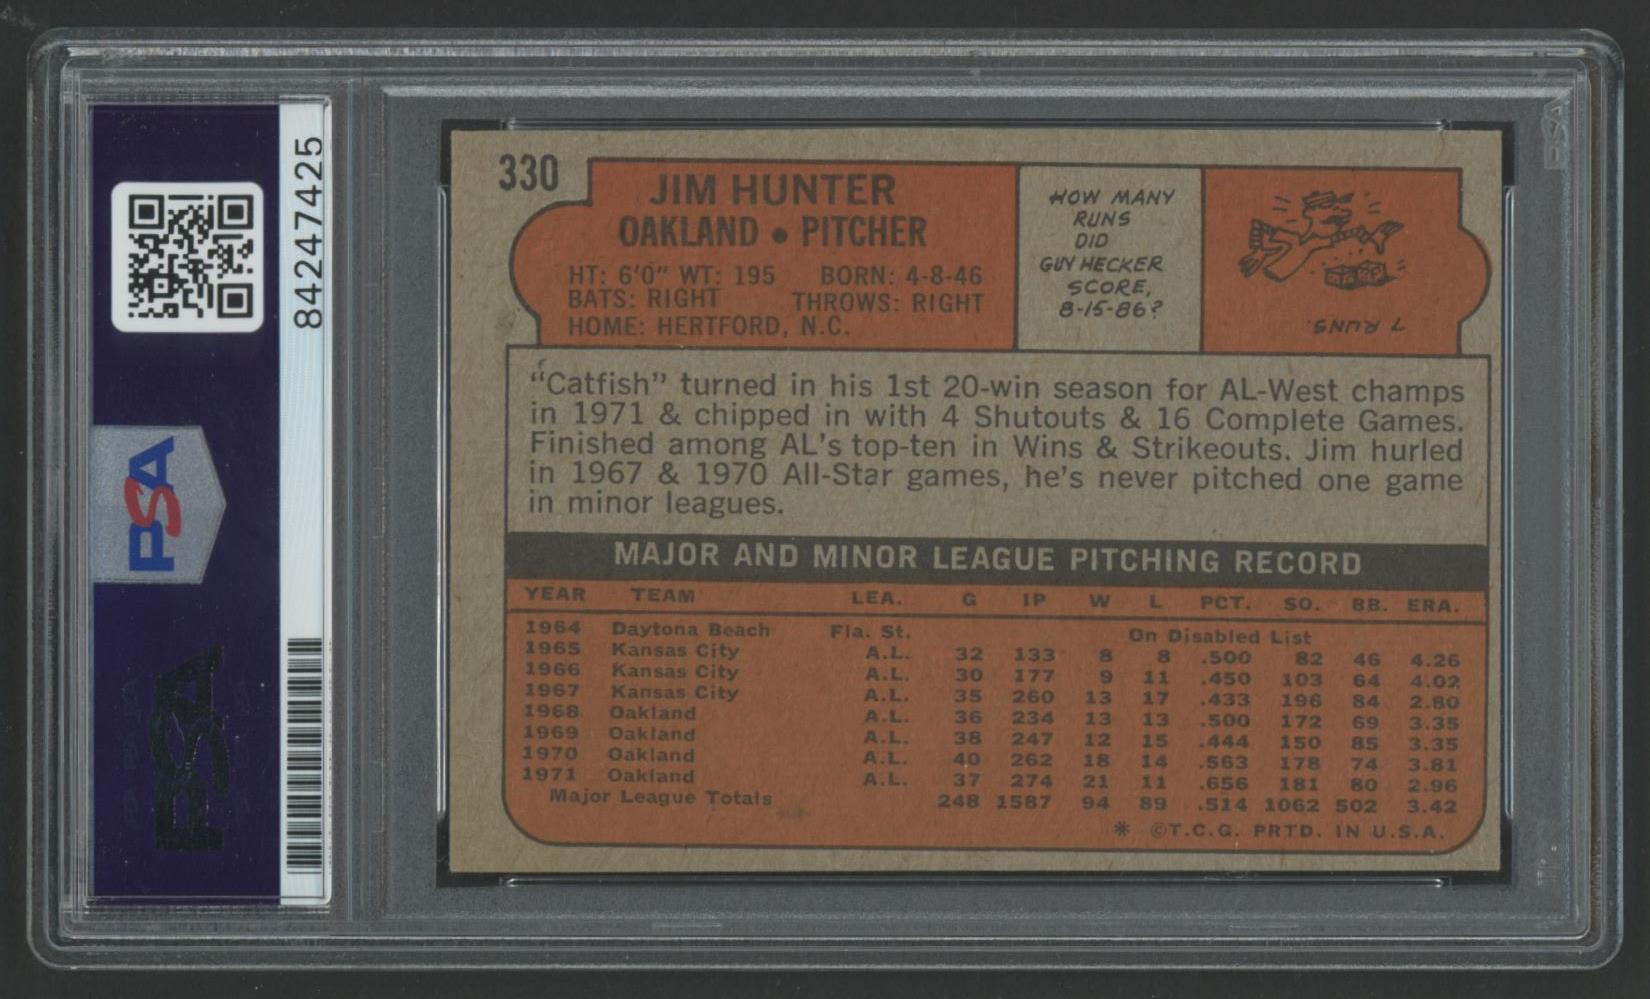 84247425
PSA
PSA
PSA
330
JIM HUNTER
OAKLAND • PITCHER
HT: 6'0" WT: 195 BORN: 4-8-46
BATS: RIGHT THROWS: RIGHT
HOME: HERTFORD, N.C.
HOW MANY
RUNS
DID
GUY HECKER
SCORE,
8-15-86?
7 RUNS.
"Catfish" turned in his 1st 20-win season for AL-West champs
in 1971 & chipped in with 4 Shutouts & 16 Complete Games.
Finished among AL's top-ten in Wins & Strikeouts. Jim hurled
in 1967 & 1970 All-Star games, he's never pitched one game
in minor leagues.
MAJOR AND MINOR LEAGUE PITCHING RECORD
YEAR TEAM LEA. G IP W L PCT. SO. BB. ERA.
1964 Daytona Beach Fla. St. On Disabled List
1965 Kansas City A.L. 32 133 8 8 .500 82 46 4.26
1966 Kansas City A.L. 30 177 9 11 .450 103 64 4.02
1967 Kansas City A.L. 35 260 13 17 .433 196 84 2.80
1968 Oakland A.L. 36 234 13 13 .500 172 69 3.35
1969 Oakland A.L. 38 247 12 15 .444 150 85 3.35
1970 Oakland A.L. 40 262 18 14 .563 178 74 3.81
1971 Oakland A.L. 37 274 21 11 .656 181 80 2.96
Major League Totals 248 1587 94 89 .514 1062 502 3.42
* ©T.C.G. PRTD. IN U.S.A.